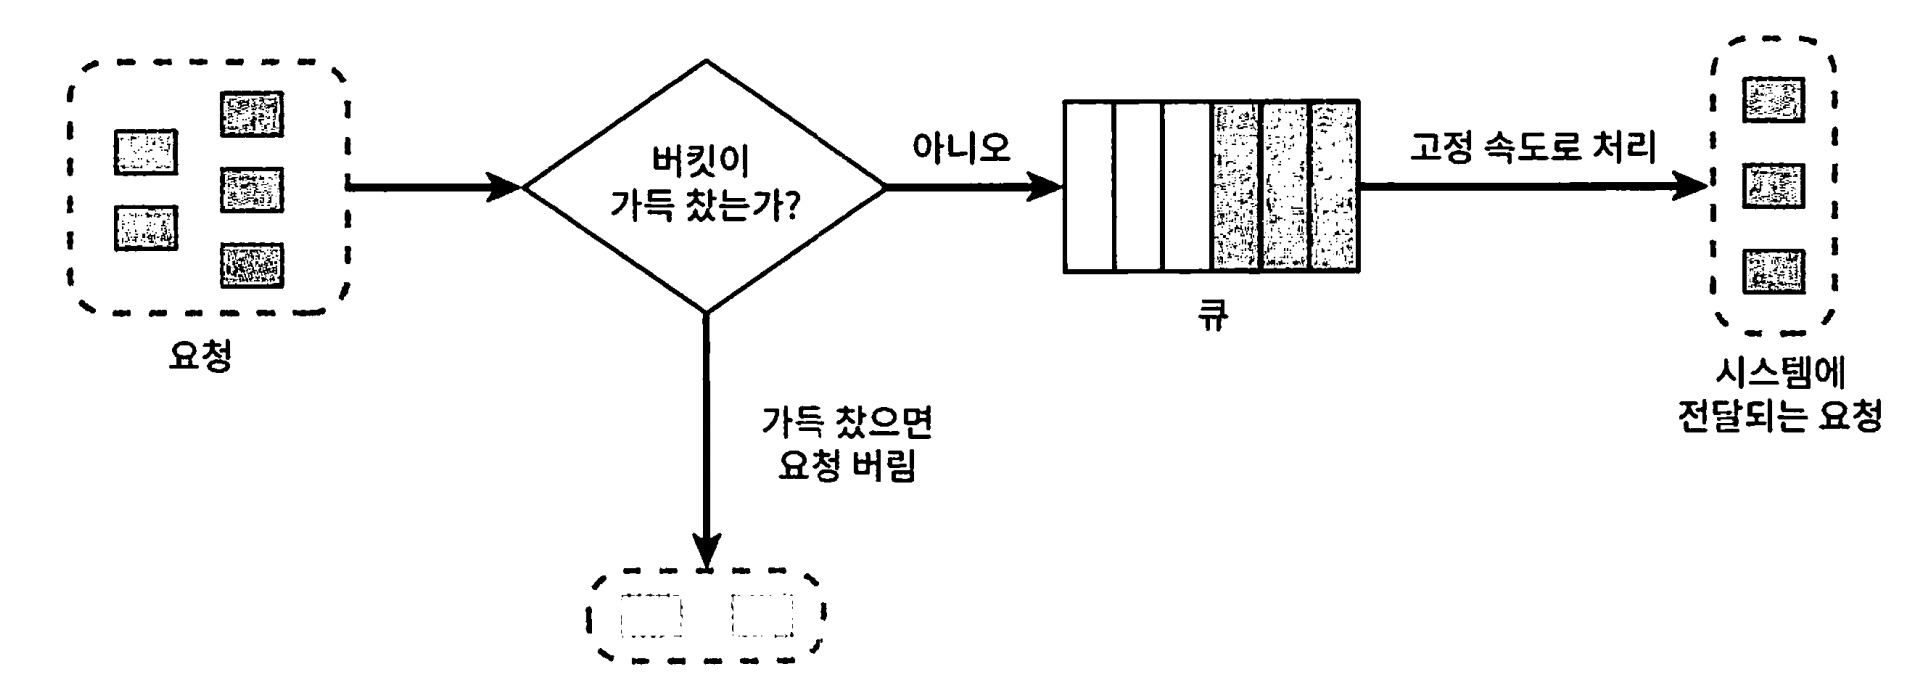 버킷이
가득 찼는가?
아니오
고정 속도로 처리
큐
요청
시스템에
전달되는 요청
가득 찼으면
요청 버림